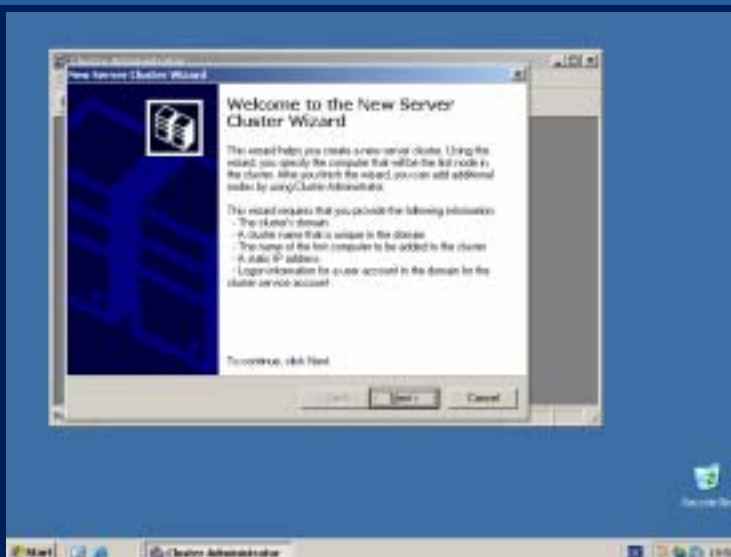 Cluster Administrator
New Server Cluster Wizard
Welcome to the New Server
Cluster Wizard
This wizard helps you create a new server cluster. Using the
wizard, you specify the computer that will be the first node in
the cluster. After you finish the wizard, you can add additional
nodes by using Cluster Administrator.
This wizard requires that you provide the following information:
- The cluster's domain
- A cluster name that is unique in the domain
- The name of the first computer to be added to the cluster
- A static IP address
- Logon information for a user account in the domain for the
cluster service account
To continue, click Next.
< Back
Next >
Cancel
Recycle Bin
Start
Cluster Administrator